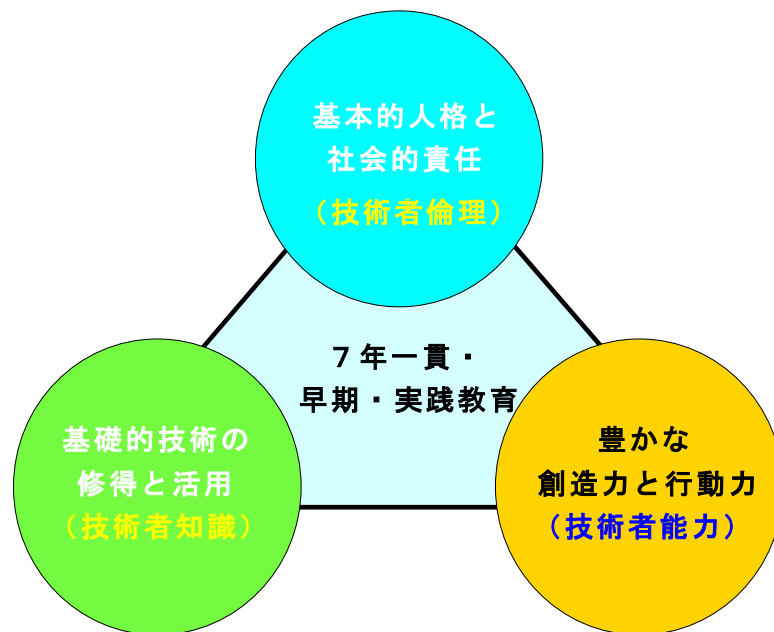 基本的人格と
社会的責任
（技術者倫理）
７年一貫・
早期・実践教育
基礎的技術の
修得と活用
（技術者知識）
豊かな
創造力と行動力
（技術者能力）